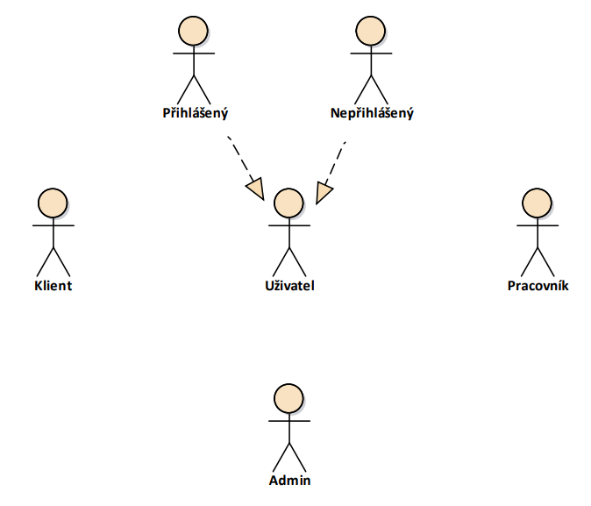 Přihlášený
Nepřihlášený
Klient
Uživatel
Pracovník
Admin